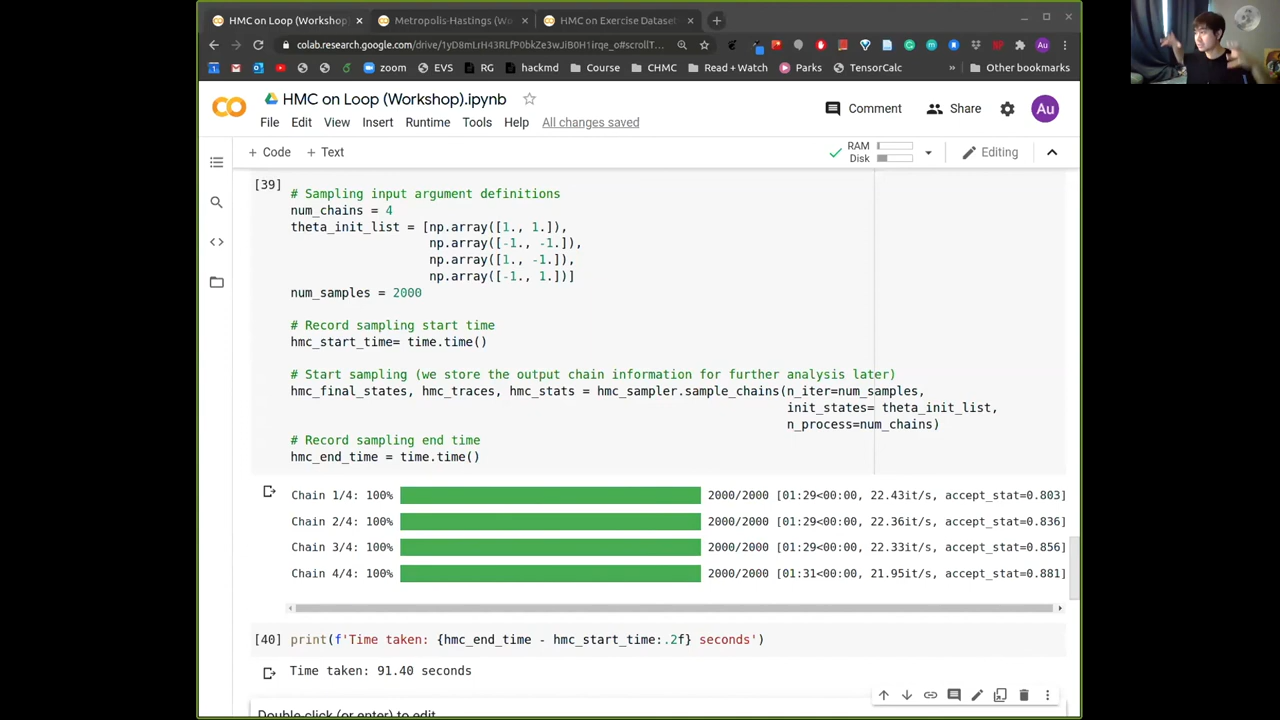 HMC on Loop (Workshop)
Metropolis-Hastings (W
HMC on Exercise Dataset
zoom
EVS
RG
hackmd
Course
CHMC
Read + Watch
Parks
TensorCalc
»
Other bookmarks
HMC on Loop (Workshop).ipynb
Comment
Share
Au
File Edit View Insert Runtime Tools Help All changes saved
+ Code + Text
RAM
Disk
Editing
[39]
# Sampling input argument definitions
num_chains = 4
theta_init_list = [np.array([1., 1.]),
np.array([-1., -1.]),
np.array([1., -1.]),
np.array([-1., 1.])]
num_samples = 2000
# Record sampling start time
hmc_start_time= time.time()
# Start sampling (we store the output chain information for further analysis later)
hmc_final_states, hmc_traces, hmc_stats = hmc_sampler.sample_chains(n_iter=num_samples,
init_states= theta_init_list,
n_process=num_chains)
# Record sampling end time
hmc_end_time = time.time()
Chain 1/4: 100% 2000/2000 [01:29<00:00, 22.43it/s, accept_stat=0.803]
Chain 2/4: 100% 2000/2000 [01:29<00:00, 22.36it/s, accept_stat=0.836]
Chain 3/4: 100% 2000/2000 [01:29<00:00, 22.33it/s, accept_stat=0.856]
Chain 4/4: 100% 2000/2000 [01:31<00:00, 21.95it/s, accept_stat=0.881]
[40] print(f'Time taken: {hmc_end_time - hmc_start_time:.2f} seconds')
Time taken: 91.40 seconds
Double-click (or enter) to edit